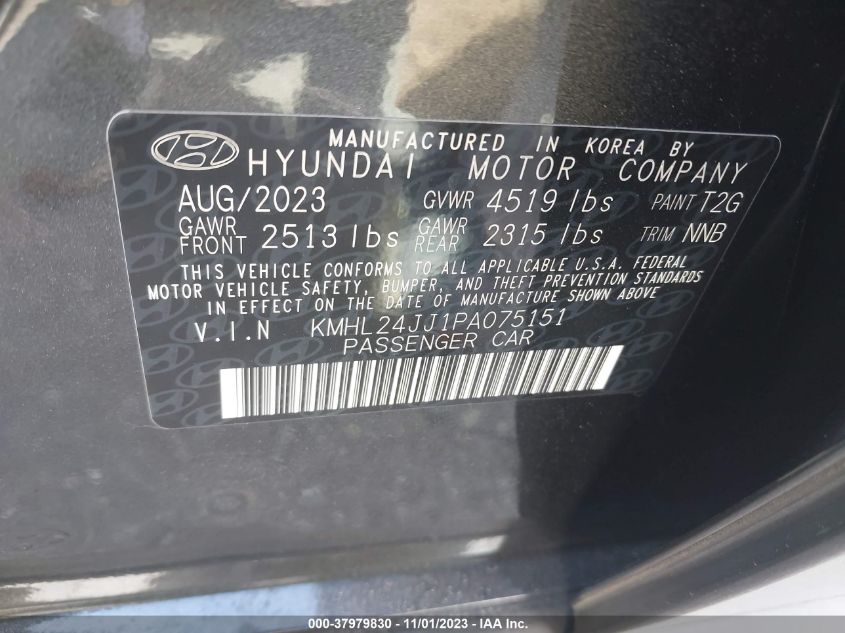 MANUFACTURED IN KOREA BY
HYUNDAI MOTOR COMPANY
AUG/2023 GVWR 4519 lbs PAINT T2G
GAWR FRONT 2513 lbs GAWR REAR 2315 lbs TRIM NNB
THIS VEHICLE CONFORMS TO ALL APPLICABLE U.S.A. FEDERAL
MOTOR VEHICLE SAFETY, BUMPER, AND THEFT PREVENTION STANDARDS
IN EFFECT ON THE DATE OF MANUFACTURE SHOWN ABOVE
V.I.N KMHL24JJ1PA075151
PASSENGER CAR
000-37979830 - 11/01/2023 - IAA Inc.